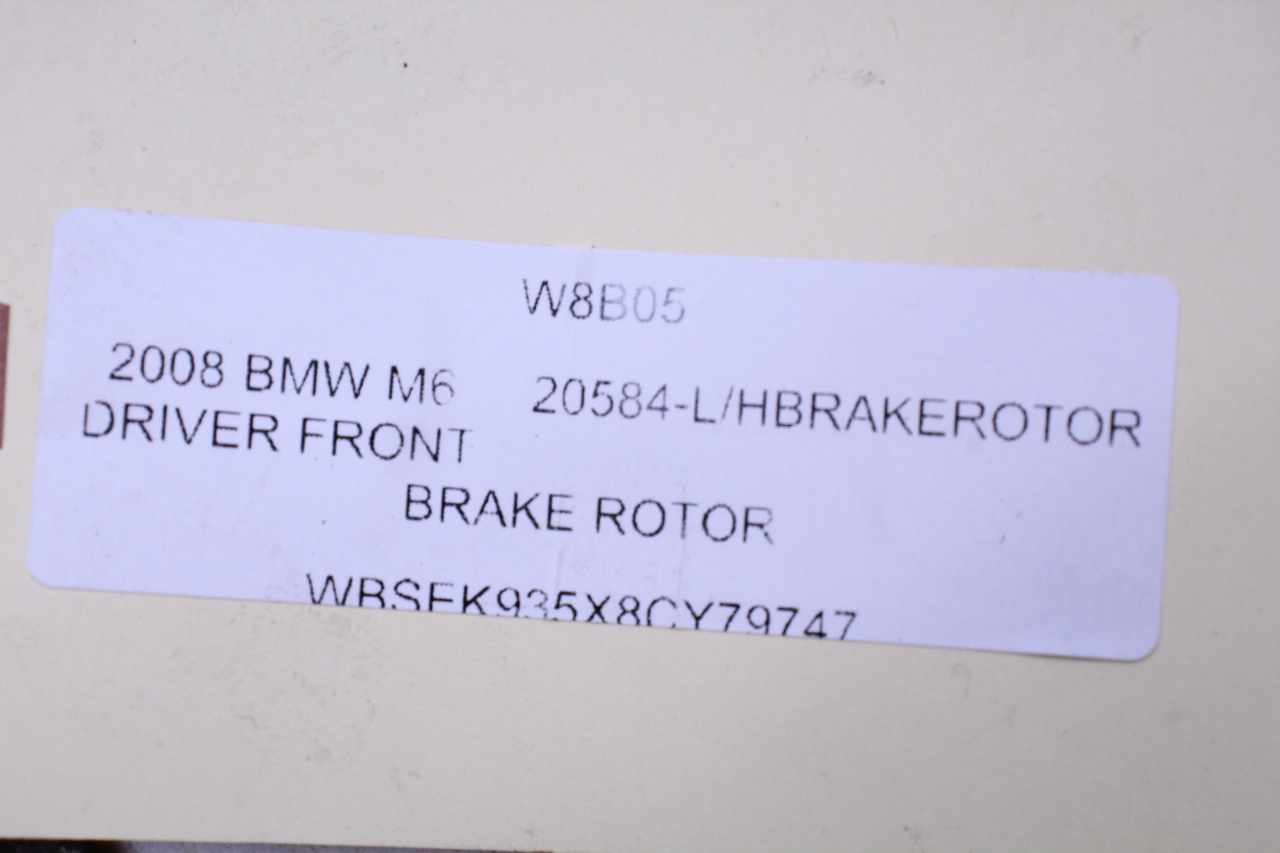 W8B05
2008 BMW M6 20584-L/HBRAKEROTOR
DRIVER FRONT
BRAKE ROTOR
WBSEK935X8CY79747